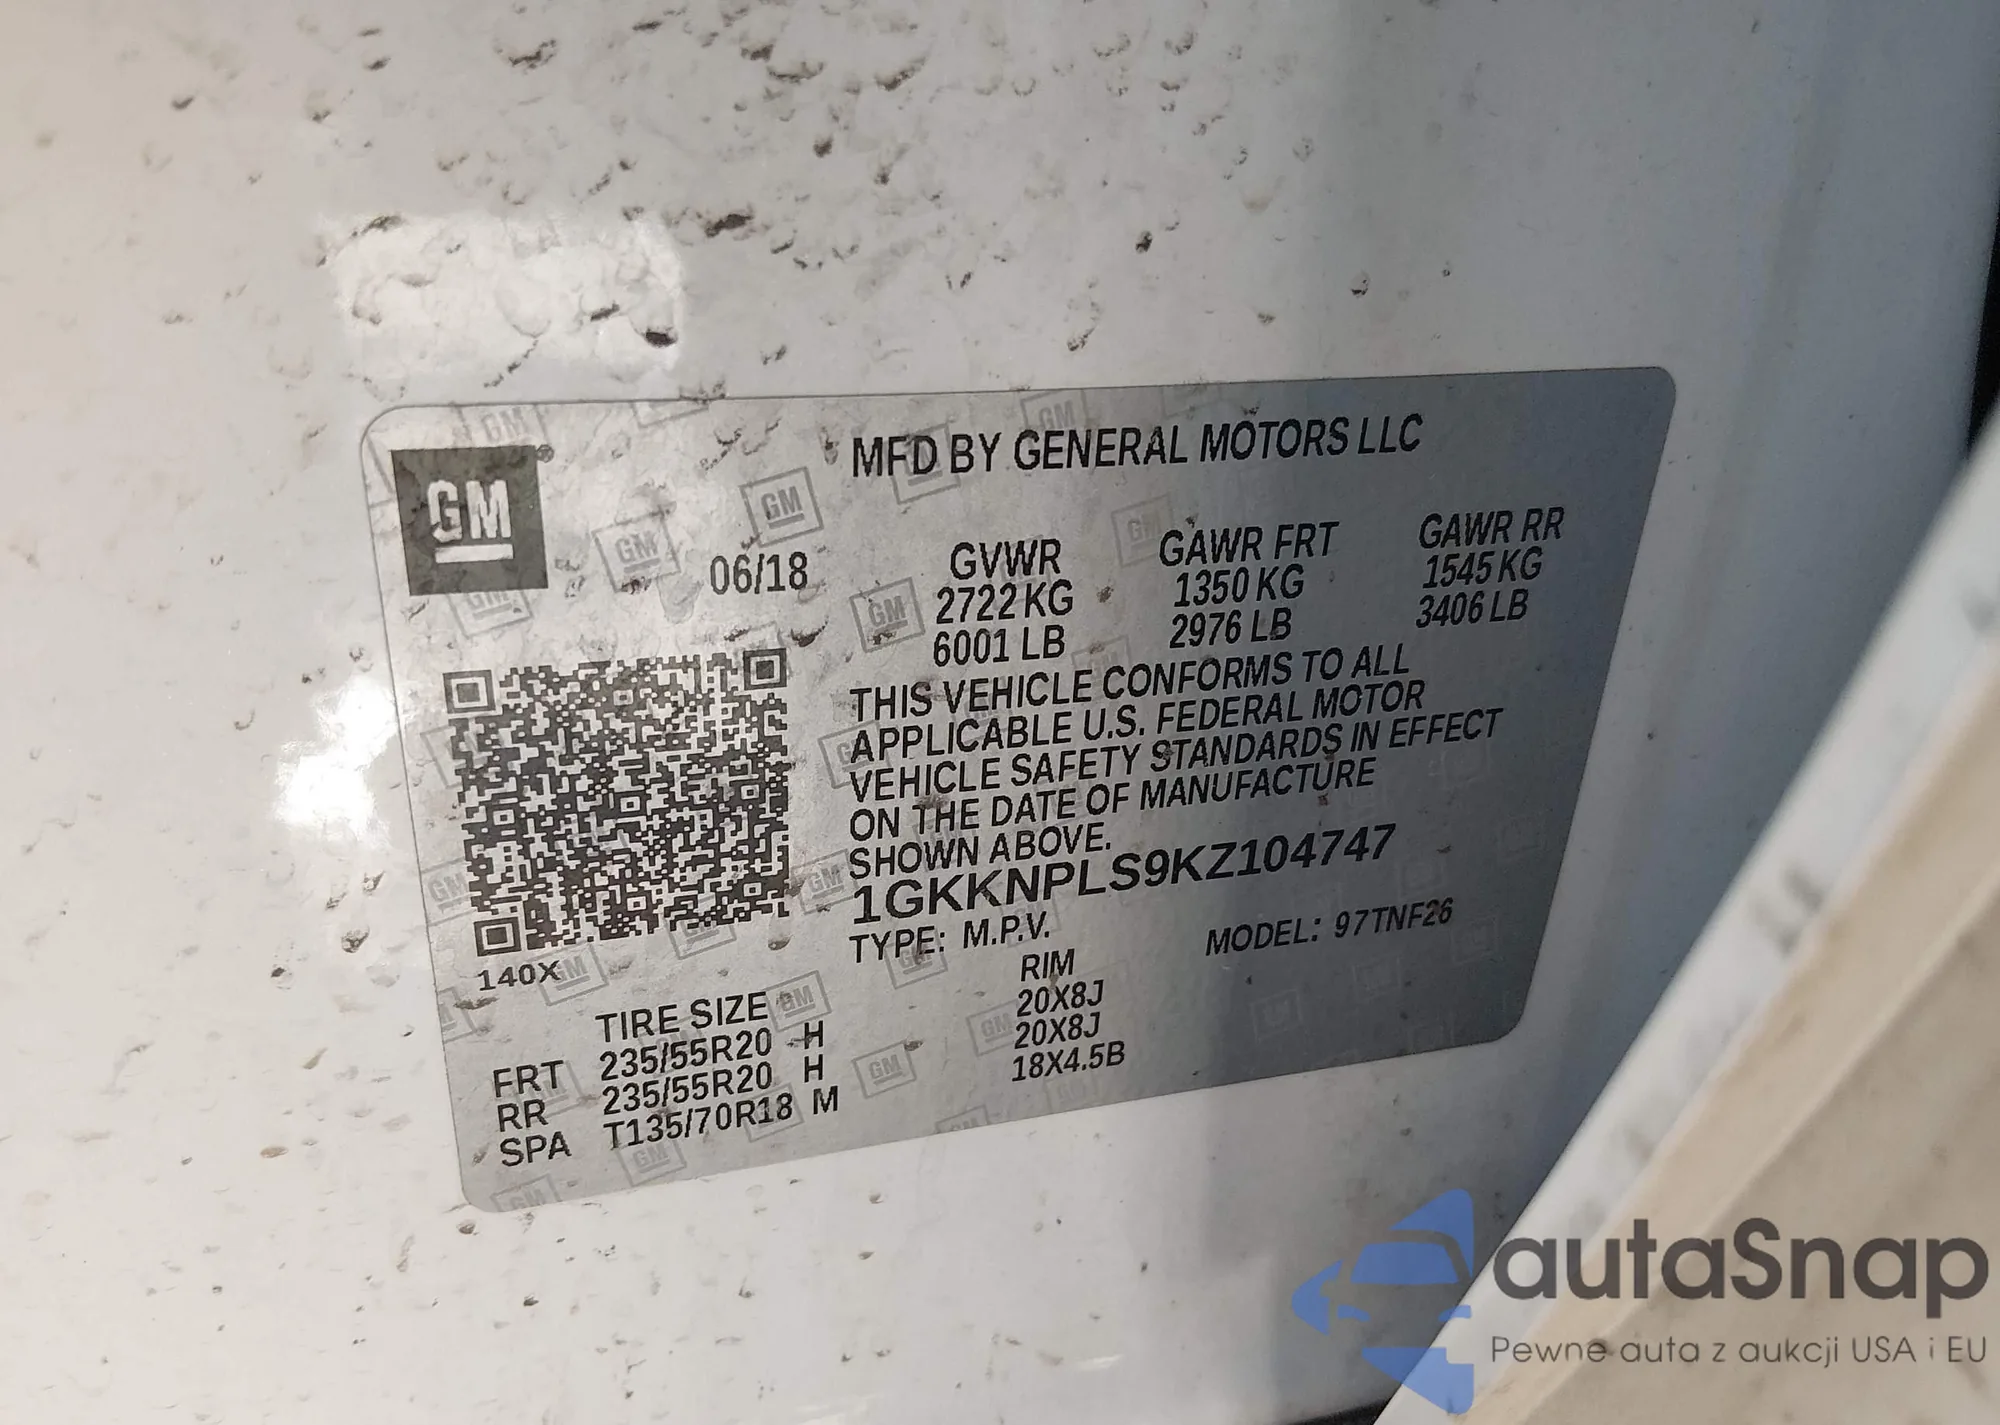 GM
MFD BY GENERAL MOTORS LLC
06/18
GVWR GAWR FRT GAWR RR
2722 KG 1350 KG 1545 KG
6001 LB 2976 LB 3406 LB
THIS VEHICLE CONFORMS TO ALL
APPLICABLE U.S. FEDERAL MOTOR
VEHICLE SAFETY STANDARDS IN EFFECT
ON THE DATE OF MANUFACTURE
SHOWN ABOVE.
1GKKNPLS9KZ104747
TYPE: M.P.V. MODEL: 97TNF26
140X
TIRE SIZE RIM
FRT 235/55R20 H 20X8J
RR 235/55R20 H 20X8J
SPA T135/70R18 M 18X4.5B
autaSnap
Pewne auta z aukcji USA i EU